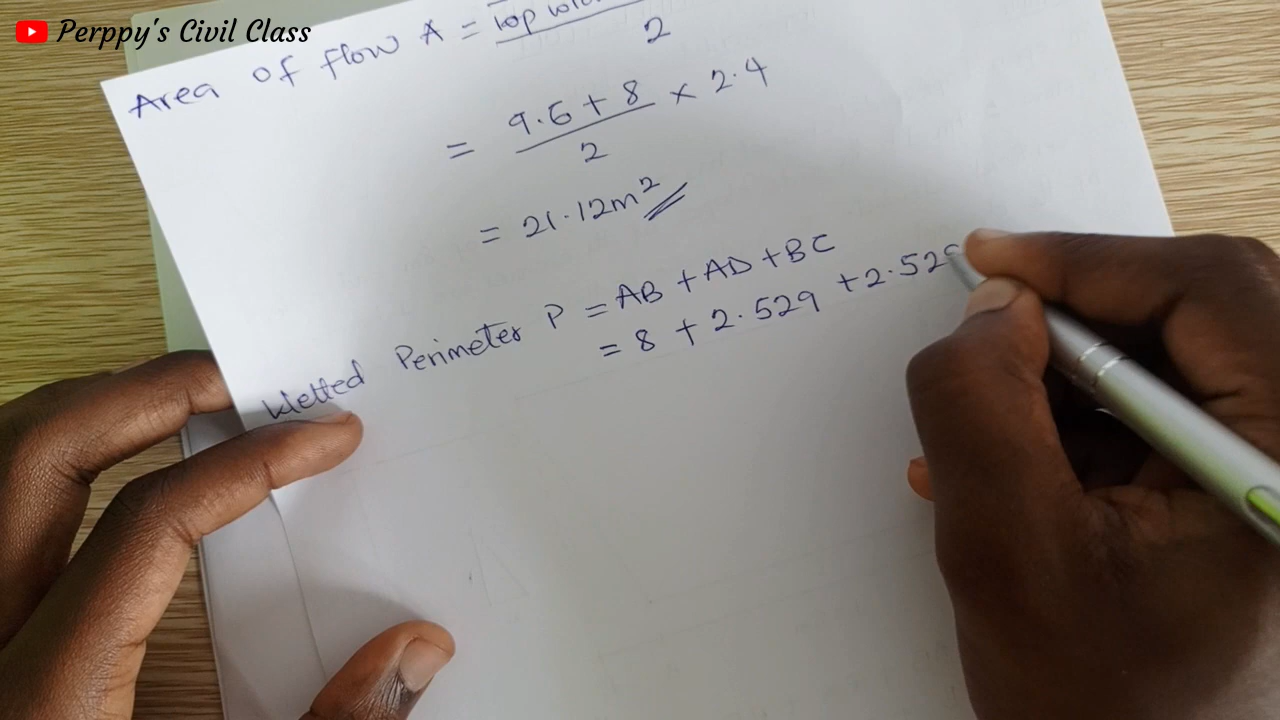 Perppy's Civil Class
Area of flow A = top
2
= 9.6 + 8 × 2.4
2
= 21.12m²
Wetted Perimeter P = AB + AD + BC
= 8 + 2.529 + 2.529